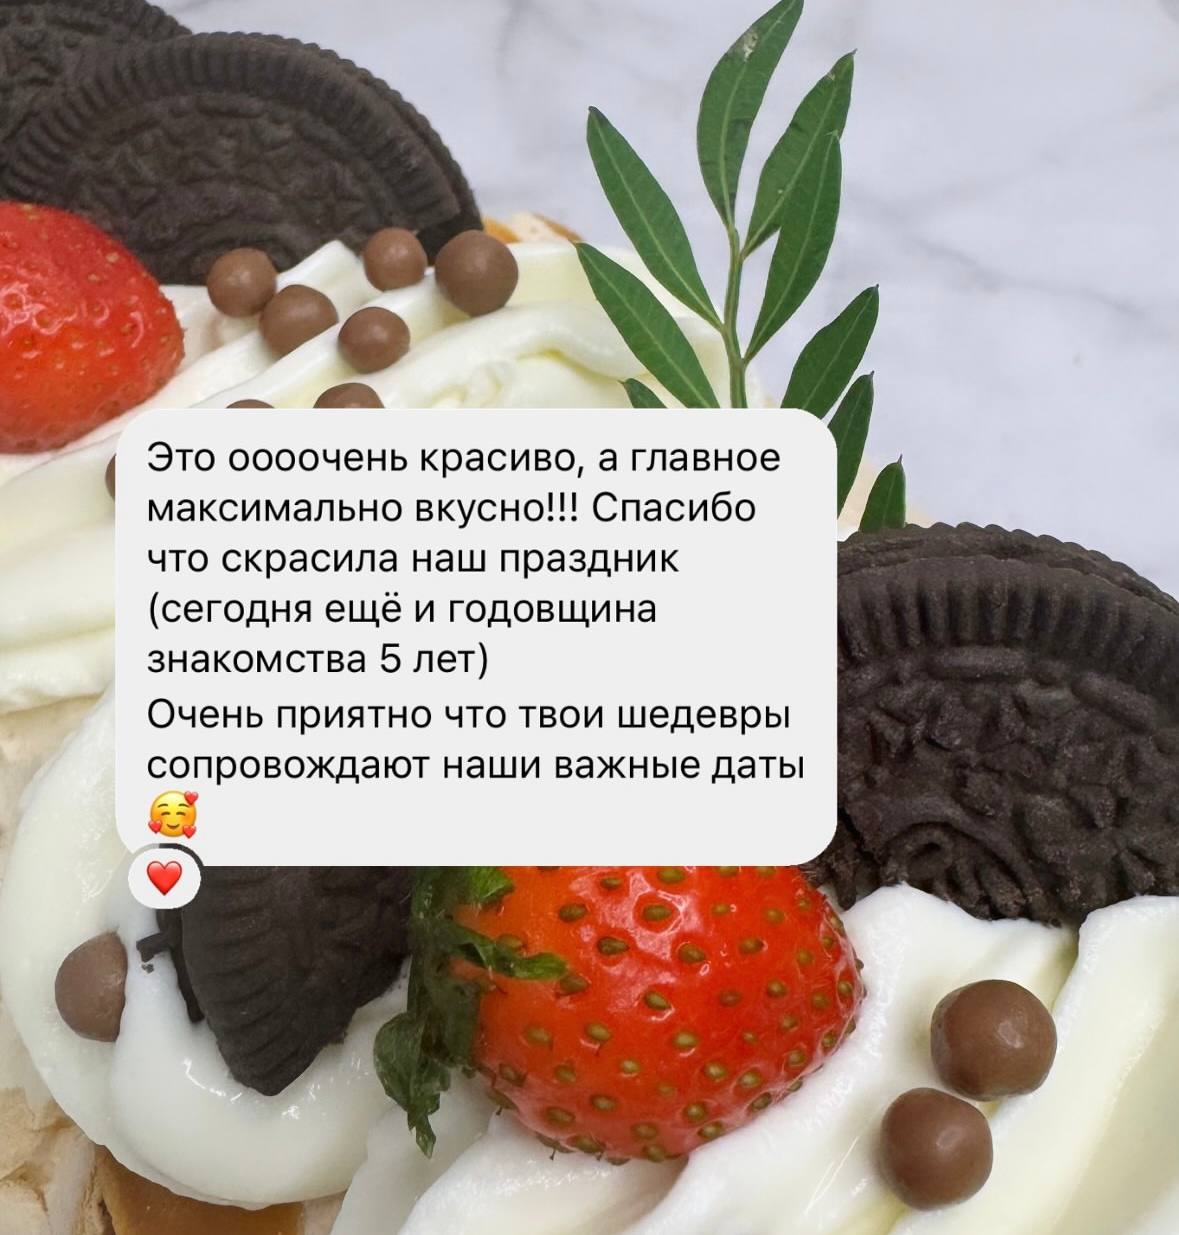 Это оооочень красиво, а главное
максимально вкусно!!! Спасибо
что скрасила наш праздник
(сегодня ещё и годовщина
знакомства 5 лет)
Очень приятно что твои шедевры
сопровождают наши важные даты
🥰
❤️